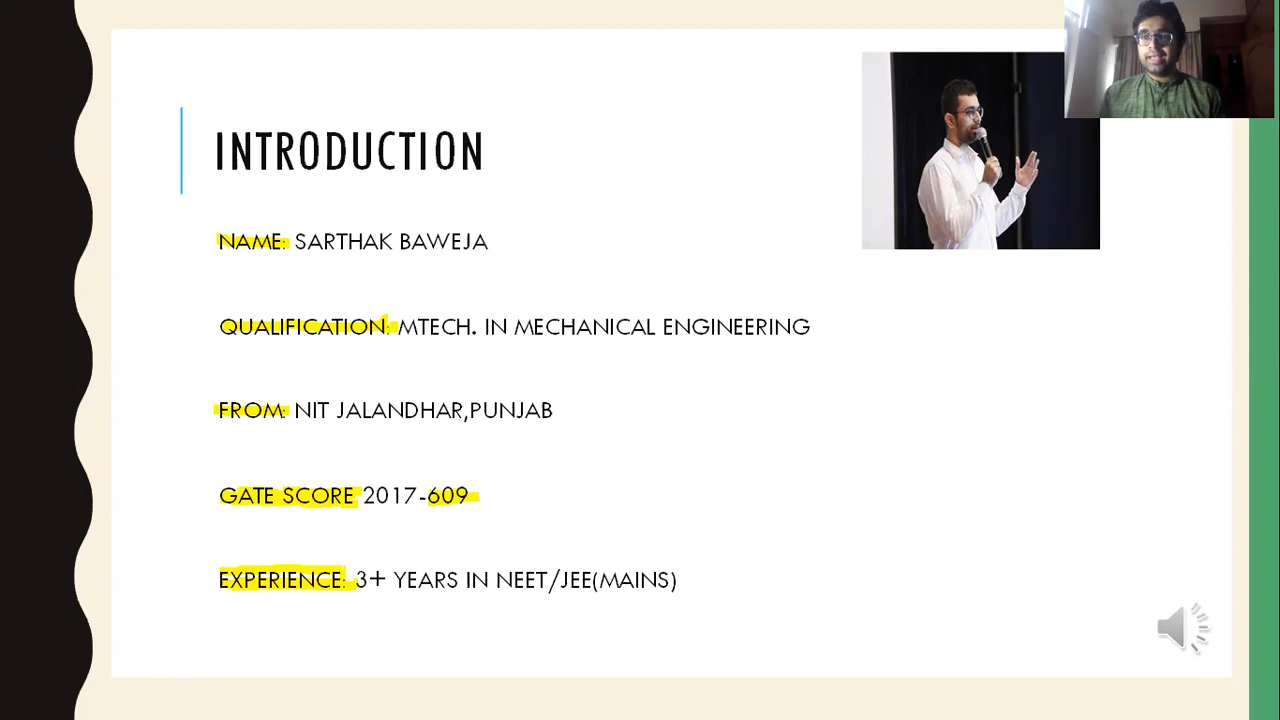 INTRODUCTION
NAME: SARTHAK BAWEJA
QUALIFICATION: MTECH. IN MECHANICAL ENGINEERING
FROM: NIT JALANDHAR,PUNJAB
GATE SCORE 2017-609
EXPERIENCE: 3+ YEARS IN NEET/JEE(MAINS)